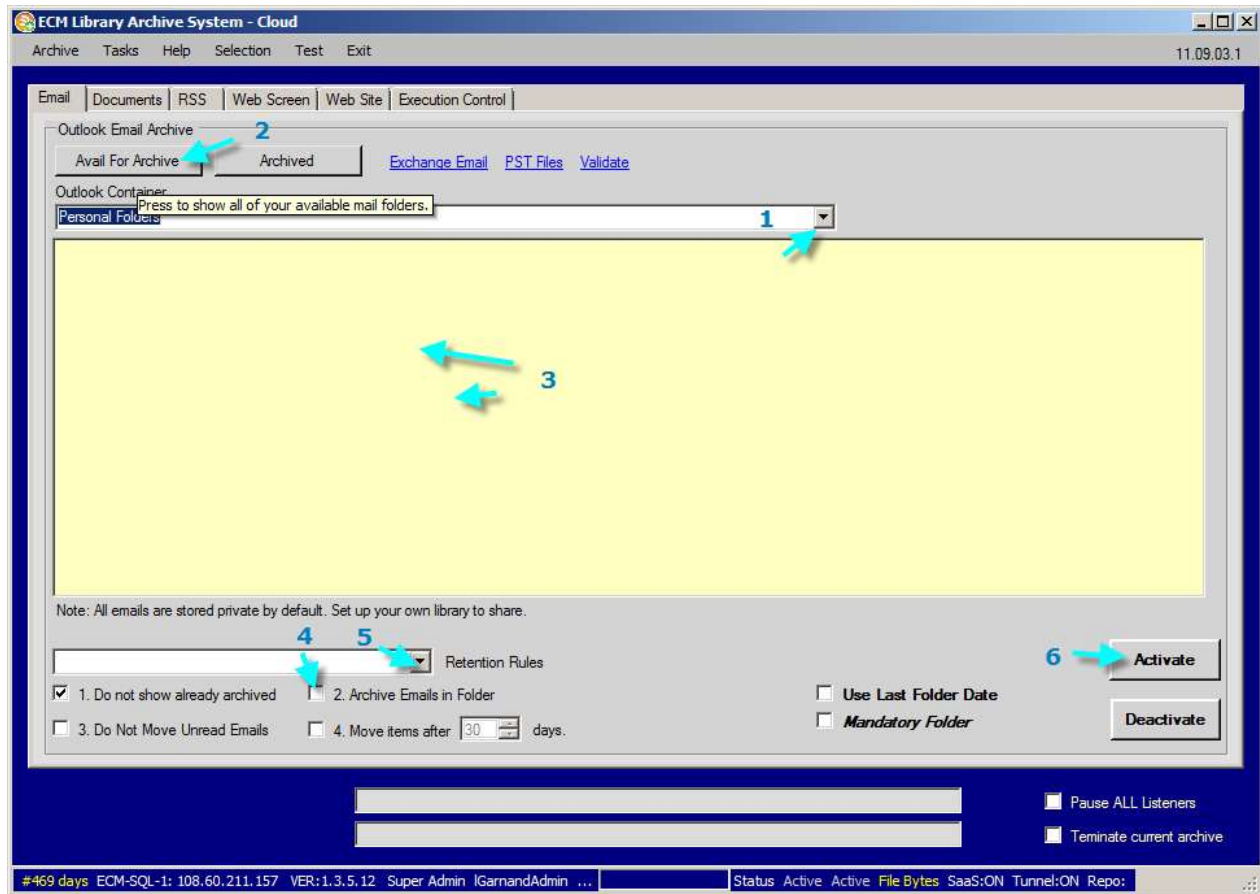 ECM Library Archive System - Cloud
Archive Tasks Help Selection Test Exit 11.09.03.1
Email Documents RSS Web Screen Web Site Execution Control
Outlook Email Archive
2
Avail For Archive Archived Exchange Email PST Files Validate
Outlook Container
Press to show all of your available mail folders.
Personal Folders
1
3
Note: All emails are stored private by default. Set up your own library to share.
4 5
Retention Rules
6 Activate
1. Do not show already archived 2. Archive Emails in Folder Use Last Folder Date
3. Do Not Move Unread Emails 4. Move items after 30 days. Mandatory Folder Deactivate
Pause ALL Listeners
Teminate current archive
#469 days ECM-SQL-1: 108.60.211.157 VER:1.3.5.12 Super Admin lGarnandAdmin ... Status Active Active File Bytes SaaS:ON Tunnel:ON Repo: